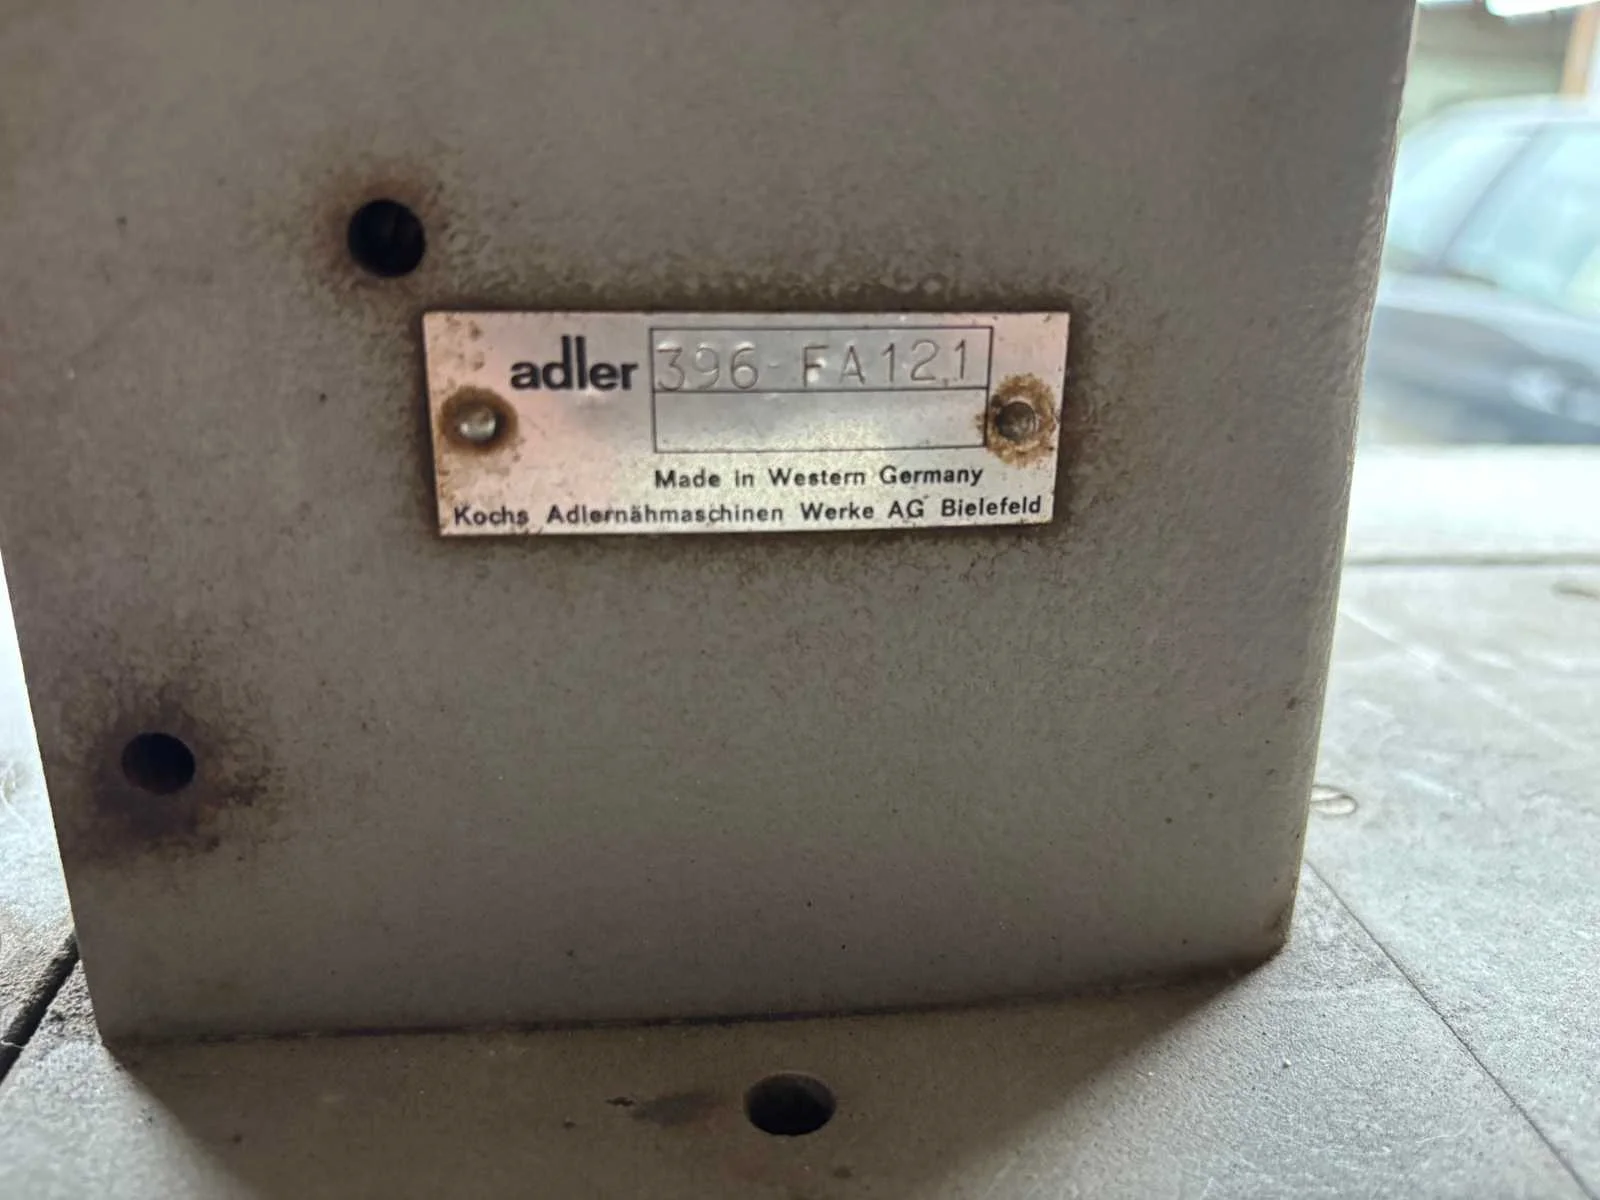 adler 396-FA121
Made in Western Germany
Kochs Adlernähmaschinen Werke AG Bielefeld